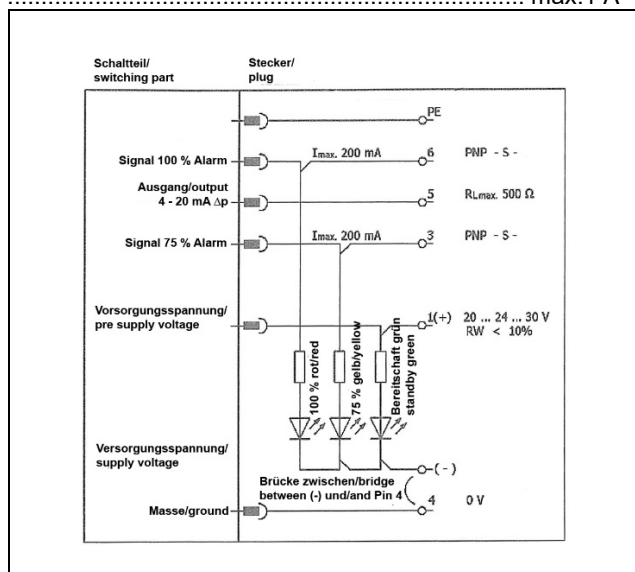 max. 1 A
Schaltteil/
switching part
Stecker/
plug
PE
Signal 100 % Alarm
Imax. 200 mA
6
PNP - S -
Ausgang/output
4 - 20 mA Δp
5
RLmax. 500 Ω
Signal 75 % Alarm
Imax. 200 mA
3
PNP - S -
Vorsorgungsspannung/
pre supply voltage
1(+)
20 ... 24 ... 30 V
RW < 10%
100 % rot/red
75 % gelb/yellow
Bereitschaft grün
standby green
Versorgungsspannung/
supply voltage
(-)
Brücke zwischen/bridge
between (-) und/and Pin 4
Masse/ground
4
0 V